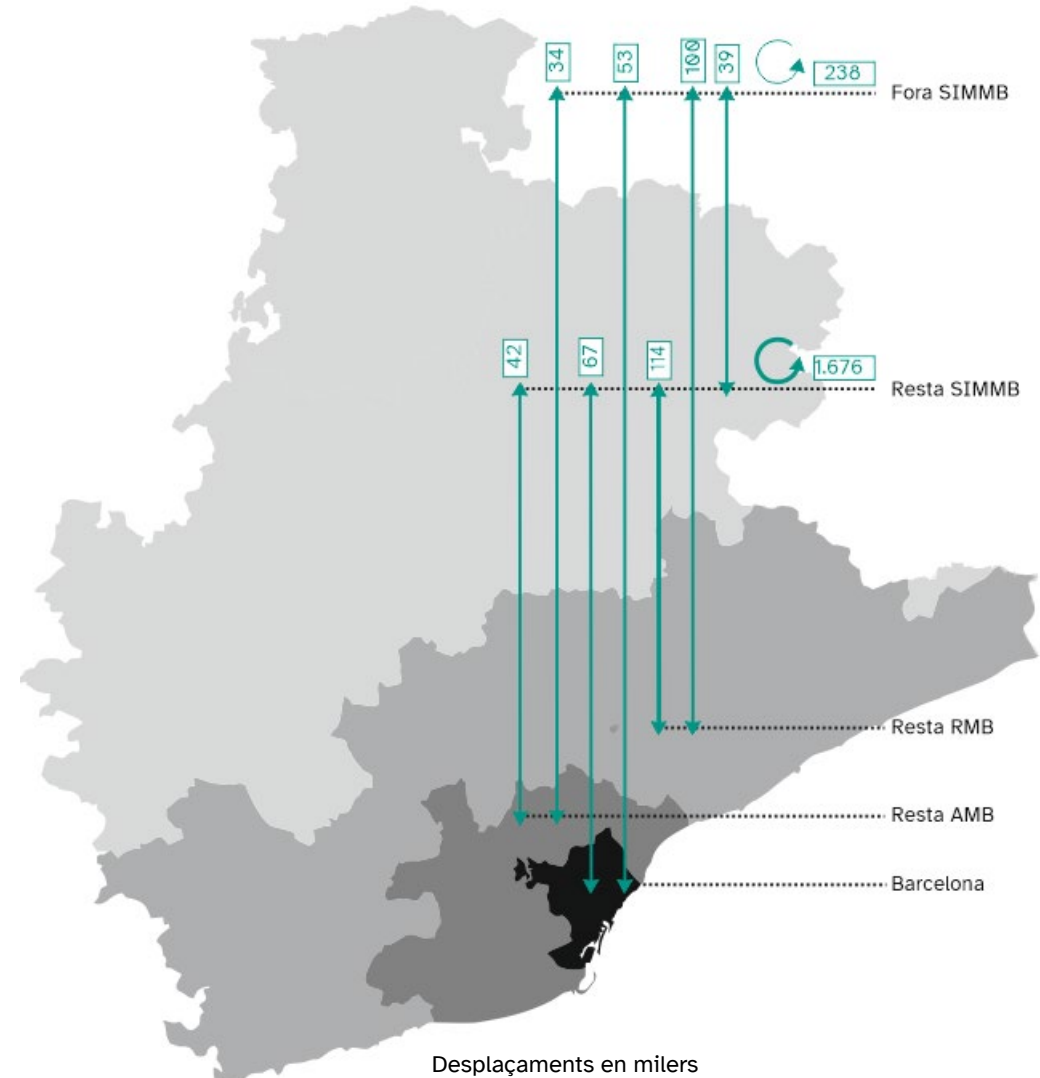 34
53
100
39
238
Fora SIMMB
42
67
114
1.676
Resta SIMMB
Resta RMB
Resta AMB
Barcelona
Desplaçaments en milers